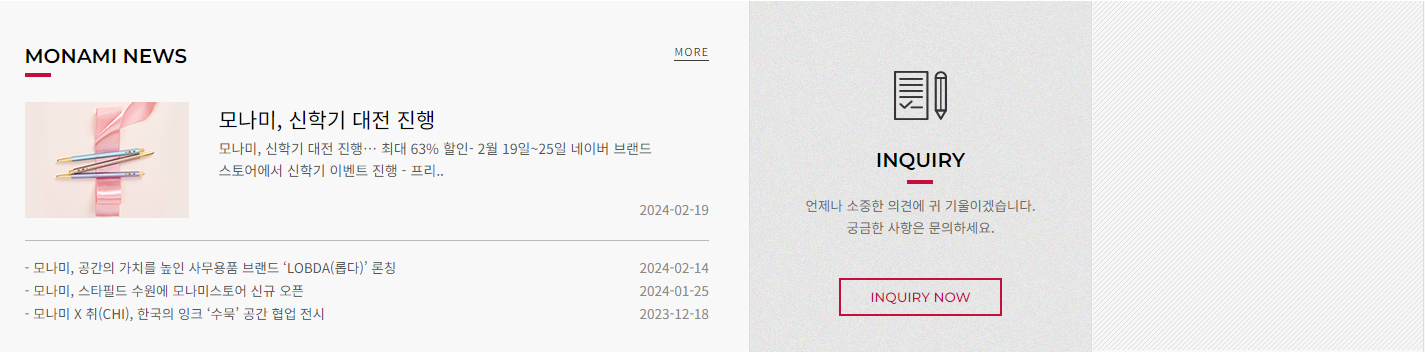 MONAMI NEWS
MORE
모나미, 신학기 대전 진행
모나미, 신학기 대전 진행… 최대 63% 할인- 2월 19일~25일 네이버 브랜드
스토어에서 신학기 이벤트 진행 - 프리..
2024-02-19
- 모나미, 공간의 가치를 높인 사무용품 브랜드 ‘LOBDA(롭다)’ 론칭 2024-02-14
- 모나미, 스타필드 수원에 모나미스토어 신규 오픈 2024-01-25
- 모나미 X 취(CHI), 한국의 잉크 ‘수묵’ 공간 협업 전시 2023-12-18
INQUIRY
언제나 소중한 의견에 귀 기울이겠습니다.
궁금한 사항은 문의하세요.
INQUIRY NOW